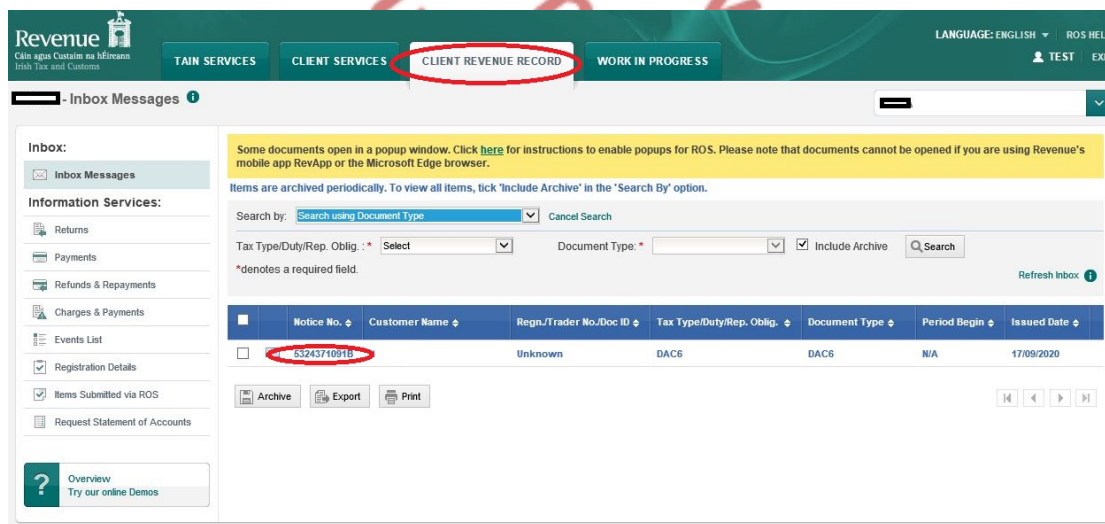 Revenue
Cáin agus Custaim na hÉireann
Irish Tax and Customs
TAIN SERVICES CLIENT SERVICES CLIENT REVENUE RECORD WORK IN PROGRESS
LANGUAGE: ENGLISH ROS HEL
TEST EXI
- Inbox Messages
Inbox:
Inbox Messages
Information Services:
Returns
Payments
Refunds & Repayments
Charges & Payments
Events List
Registration Details
Items Submitted via ROS
Request Statement of Accounts
?
Overview
Try our online Demos
Some documents open in a popup window. Click here for instructions to enable popups for ROS. Please note that documents cannot be opened if you are using Revenue's
mobile app RevApp or the Microsoft Edge browser.
Items are archived periodically. To view all items, tick 'Include Archive' in the 'Search By' option.
Search by: Search using Document Type Cancel Search
Tax Type/Duty/Rep. Oblig. : * Select Document Type: * Include Archive Search
*denotes a required field.
Refresh Inbox
Notice No. Customer Name Regn./Trader No./Doc ID Tax Type/Duty/Rep. Oblig. Document Type Period Begin Issued Date
5324371091B Unknown DAC6 DAC6 N/A 17/09/2020
Archive Export Print